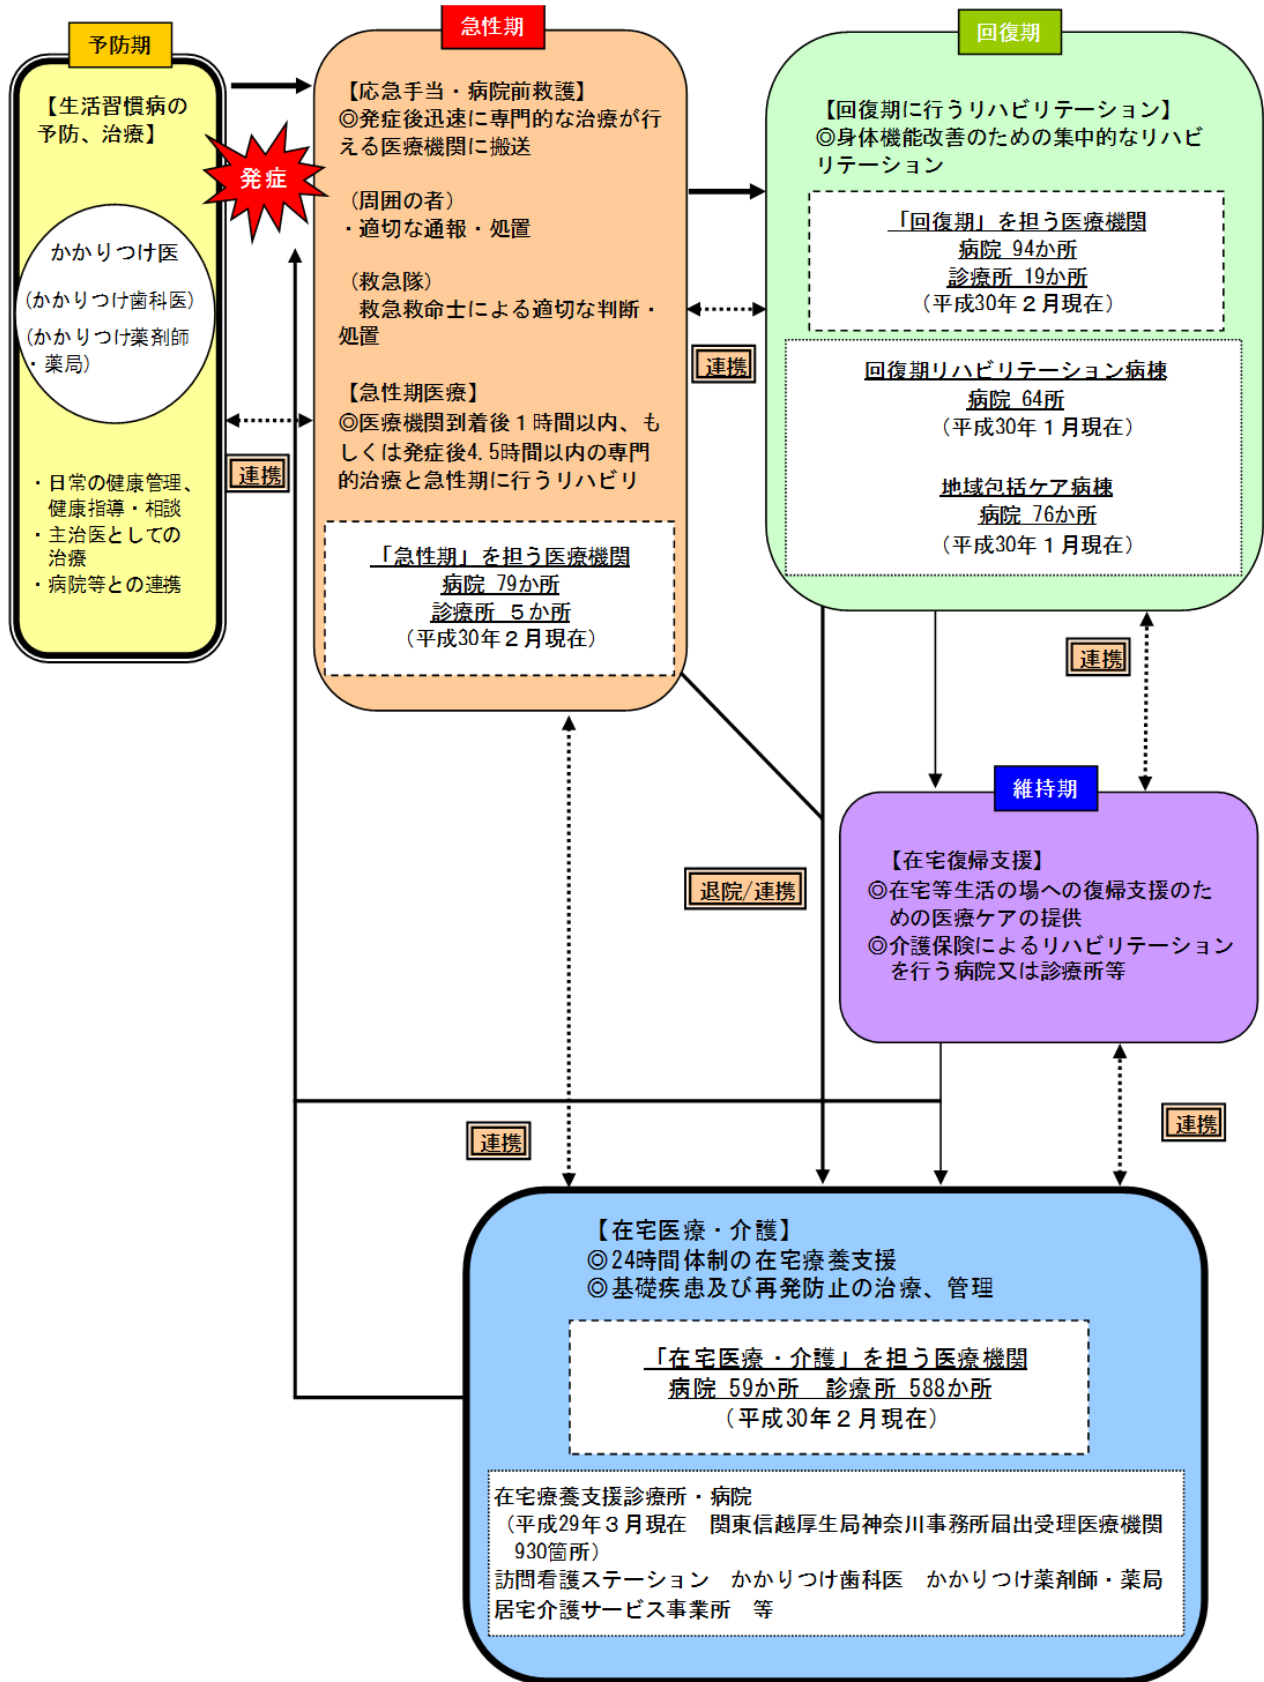 予防期
【生活習慣病の
予防、治療】
かかりつけ医
(かかりつけ歯科医)
(かかりつけ薬剤師
・薬局)
・日常の健康管理、
健康指導・相談
・主治医としての
治療
・病院等との連携
発症
連携
急性期
【応急手当・病院前救護】
◎発症後迅速に専門的な治療が行
える医療機関に搬送
(周囲の者)
・適切な通報・処置
(救急隊)
救急救命士による適切な判断・
処置
【急性期医療】
◎医療機関到着後1時間以内、も
しくは発症後4.5時間以内の専門
的治療と急性期に行うリハビリ
「急性期」を担う医療機関
病院 79か所
診療所 5か所
(平成30年2月現在)
連携
回復期
【回復期に行うリハビリテーション】
◎身体機能改善のための集中的なリハビ
リテーション
「回復期」を担う医療機関
病院 94か所
診療所 19か所
(平成30年2月現在)
回復期リハビリテーション病棟
病院 64所
(平成30年1月現在)
地域包括ケア病棟
病院 76か所
(平成30年1月現在)
連携
維持期
【在宅復帰支援】
◎在宅等生活の場への復帰支援のた
めの医療ケアの提供
◎介護保険によるリハビリテーション
を行う病院又は診療所等
退院/連携
連携
連携
【在宅医療・介護】
◎24時間体制の在宅療養支援
◎基礎疾患及び再発防止の治療、管理
「在宅医療・介護」を担う医療機関
病院 59か所 診療所 588か所
(平成30年2月現在)
在宅療養支援診療所・病院
(平成29年3月現在 関東信越厚生局神奈川事務所届出受理医療機関
930箇所)
訪問看護ステーション かかりつけ歯科医 かかりつけ薬剤師・薬局
居宅介護サービス事業所 等